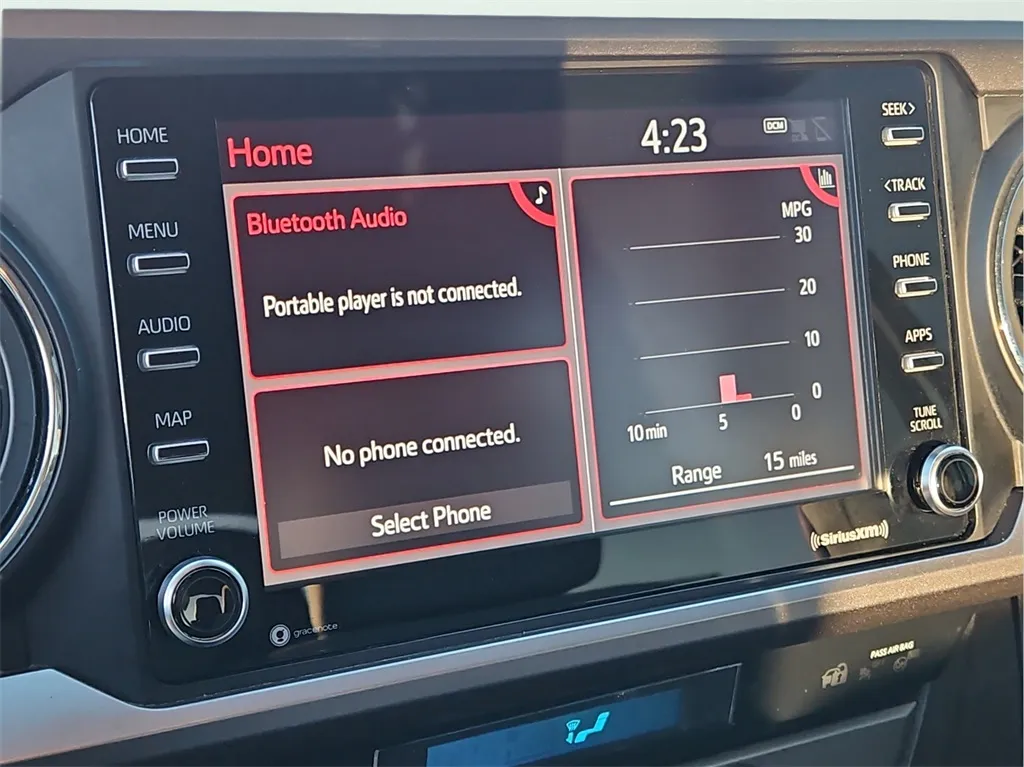 HOME
MENU
AUDIO
MAP
POWER
VOLUME
Home
4:23
DCM
Bluetooth Audio
Portable player is not connected.
No phone connected.
Select Phone
MPG
30
20
10
0
10 min
5
0
Range 15 miles
SEEK>
<TRACK
PHONE
APPS
TUNE
SCROLL
((SiriusXM))
gracenote
PASS AIR BAG